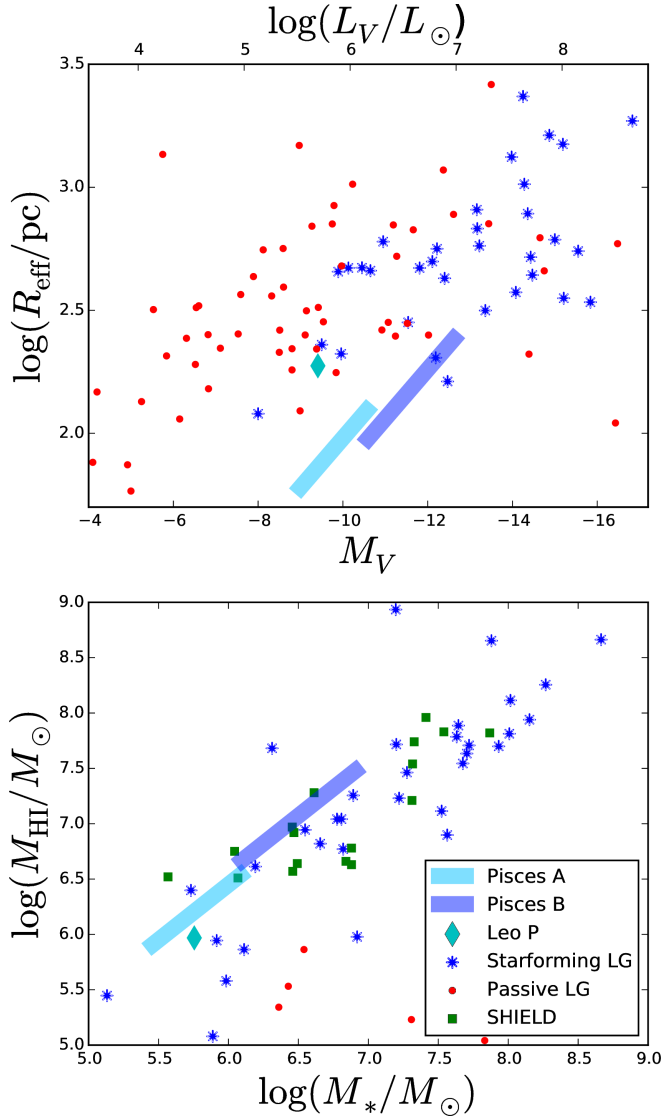 log(L_V/L_⊙)
4 5 6 7 8
3.5
3.0
2.5
2.0
log(R_eff/pc)
−4 −6 −8 −10 −12 −14 −16
M_V
9.0
8.5
8.0
7.5
7.0
6.5
6.0
5.5
5.0
log(M_HI/M_⊙)
Pisces A
Pisces B
Leo P
Starforming LG
Passive LG
SHIELD
5.0 5.5 6.0 6.5 7.0 7.5 8.0 8.5 9.0
log(M_*/M_⊙)